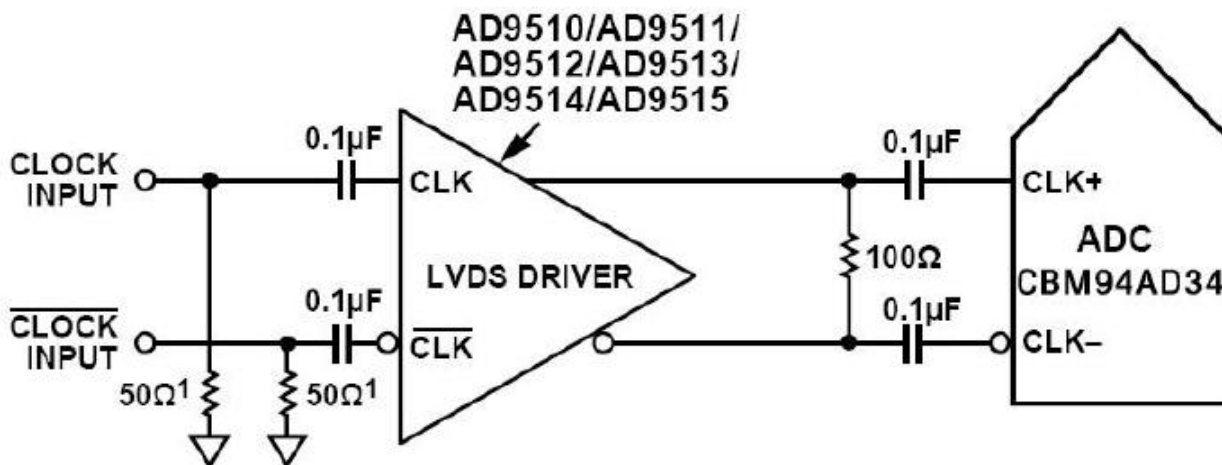 AD9510/AD9511/
AD9512/AD9513/
AD9514/AD9515
0.1µF
0.1µF
CLOCK
INPUT
CLK
CLK+
ADC
CBM94AD34
LVDS DRIVER
100Ω
0.1µF
0.1µF
CLOCK
INPUT
CLK
CLK–
50Ω1
50Ω1